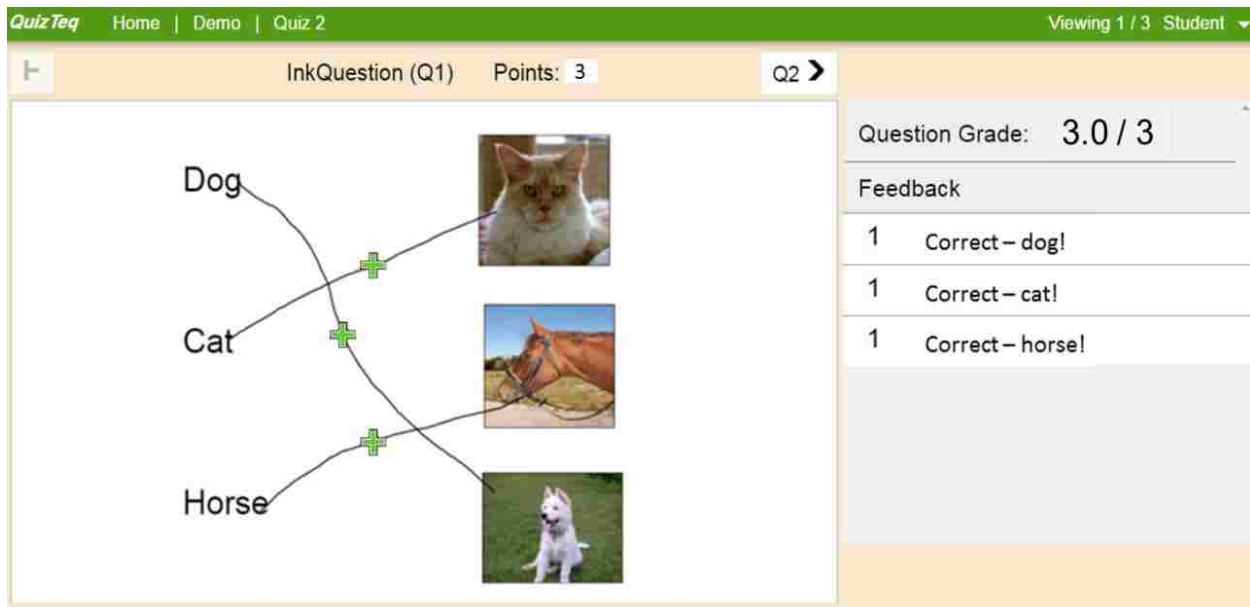 QuizTeq Home | Demo | Quiz 2 Viewing 1 / 3 Student
InkQuestion (Q1) Points: 3 Q2
Dog
Cat
Horse
Question Grade: 3.0 / 3
Feedback
1 Correct – dog!
1 Correct – cat!
1 Correct – horse!